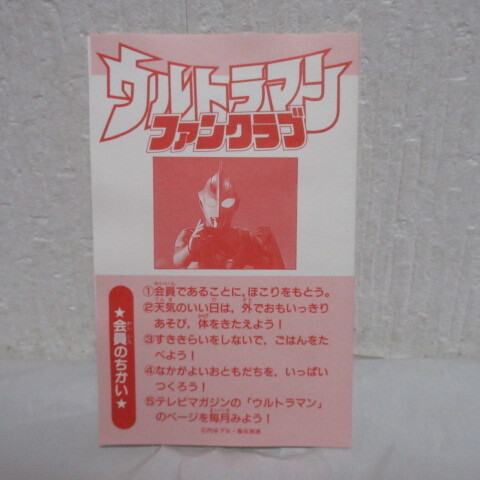 ウルトラマン
ファンクラブ
★会員のちかい★
①会員であることに、ほこりをもとう。
②天気のいい日は、外でおもいっきり
あそび、体をきたえよう！
③すききらいをしないで、ごはんをた
べよう！
④なかがよいおともだちを、いっぱい
つくろう！
⑤テレビマガジンの「ウルトラマン」
のページを毎月みよう！